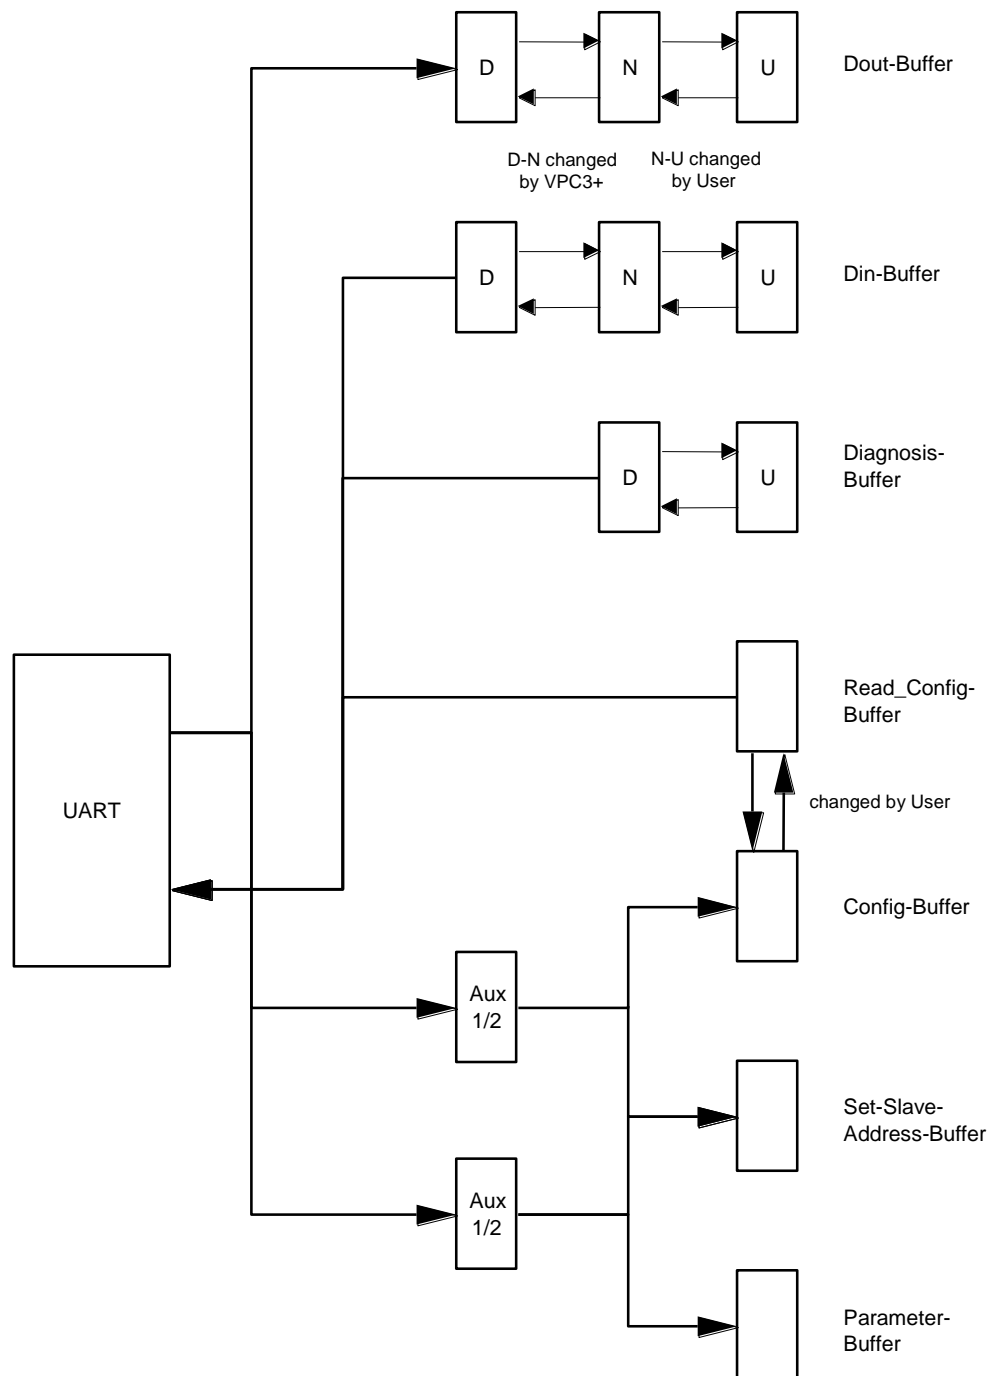 D
N
U
Dout-Buffer
D-N changed
by VPC3+
N-U changed
by User
D
N
U
Din-Buffer
D
U
Diagnosis-
Buffer
Read_Config-
Buffer
UART
changed by User
Config-Buffer
Aux
1/2
Set-Slave-
Address-Buffer
Aux
1/2
Parameter-
Buffer